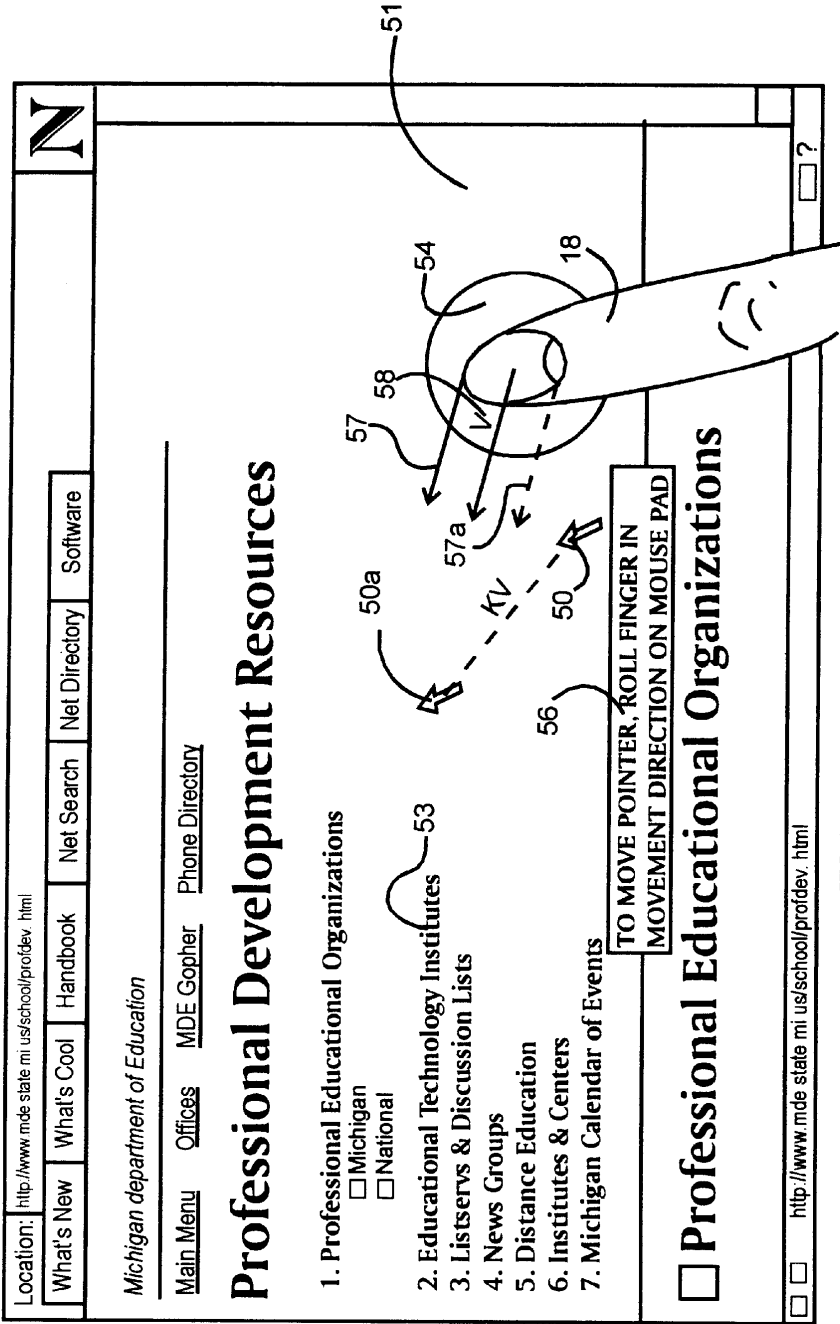 Location: http://www mde state mi us/school/profdev. html
N
What's New What's Cool Handbook Net Search Net Directory Software
Michigan department of Education
Main Menu Offices MDE Gopher Phone Directory
Professional Development Resources
1. Professional Educational Organizations
Michigan
National
2. Educational Technology Institutes
3. Listservs & Discussion Lists
4. News Groups
5. Distance Education
6. Institutes & Centers
7. Michigan Calendar of Events
53
50a
KV
50
56
57
57a
58
V
54
18
51
TO MOVE POINTER, ROLL FINGER IN
MOVEMENT DIRECTION ON MOUSE PAD
Professional Educational Organizations
http://www.mde state mi us/school/profdev. html
?